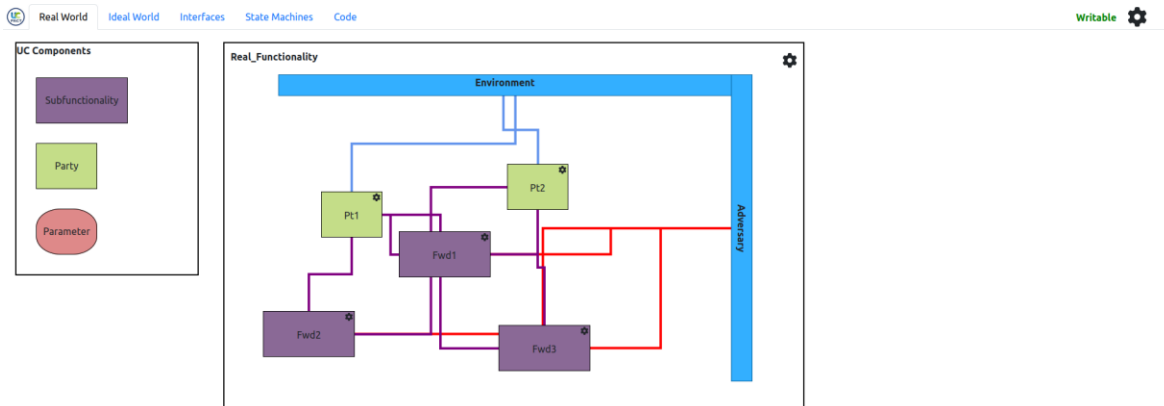 Real World
Ideal World
Interfaces
State Machines
Code
Writable
UC Components
Subfunctionality
Party
Parameter
Real_Functionality
Environment
Pt2
Pt1
Adversary
Fwd1
Fwd2
Fwd3